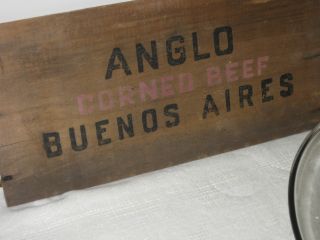 ANGLO
CORNED BEEF
BUENOS AIRES